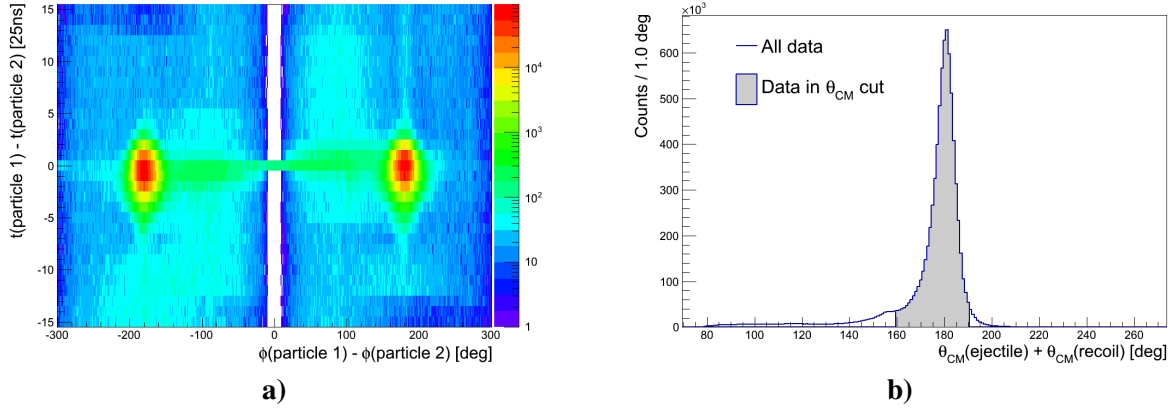 t(particle 1) - t(particle 2) [25ns]
15
10
5
0
-5
-10
-15
-300 -200 -100 0 100 200 300
ϕ(particle 1) - ϕ(particle 2) [deg]
10⁴
10³
10²
10
1
a)
×10³
Counts / 1.0 deg
600
500
400
300
200
100
0
All data
Data in θCM cut
80 100 120 140 160 180 200 220 240 260
θCM(ejectile) + θCM(recoil) [deg]
b)